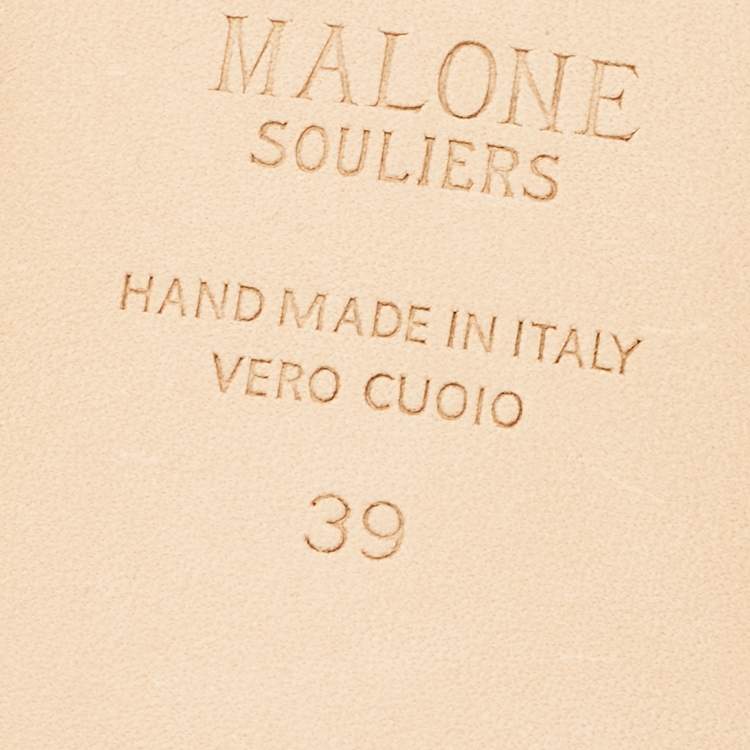 MALONE
SOULIERS
HAND MADE IN ITALY
VERO CUOIO
39